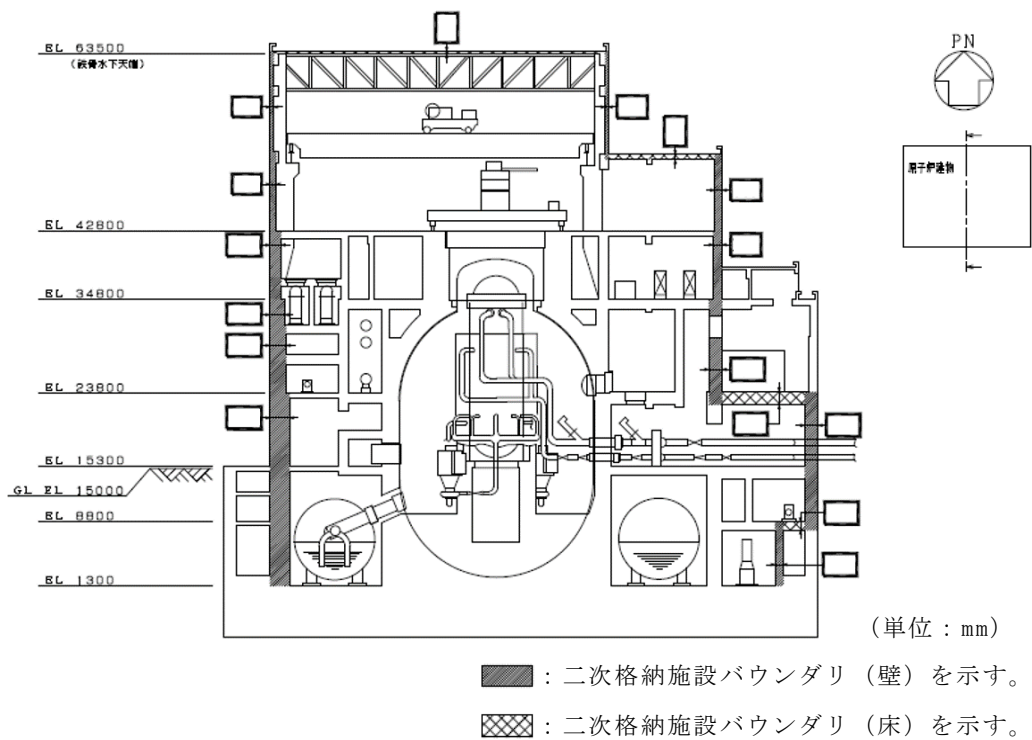 EL 63500
(鉄骨水下天端)
PN
原子炉建物
EL 42800
EL 34800
EL 23800
EL 15300
GL EL 15000
EL 8800
EL 1300
(単位：mm)
：二次格納施設バウンダリ（壁）を示す。
：二次格納施設バウンダリ（床）を示す。